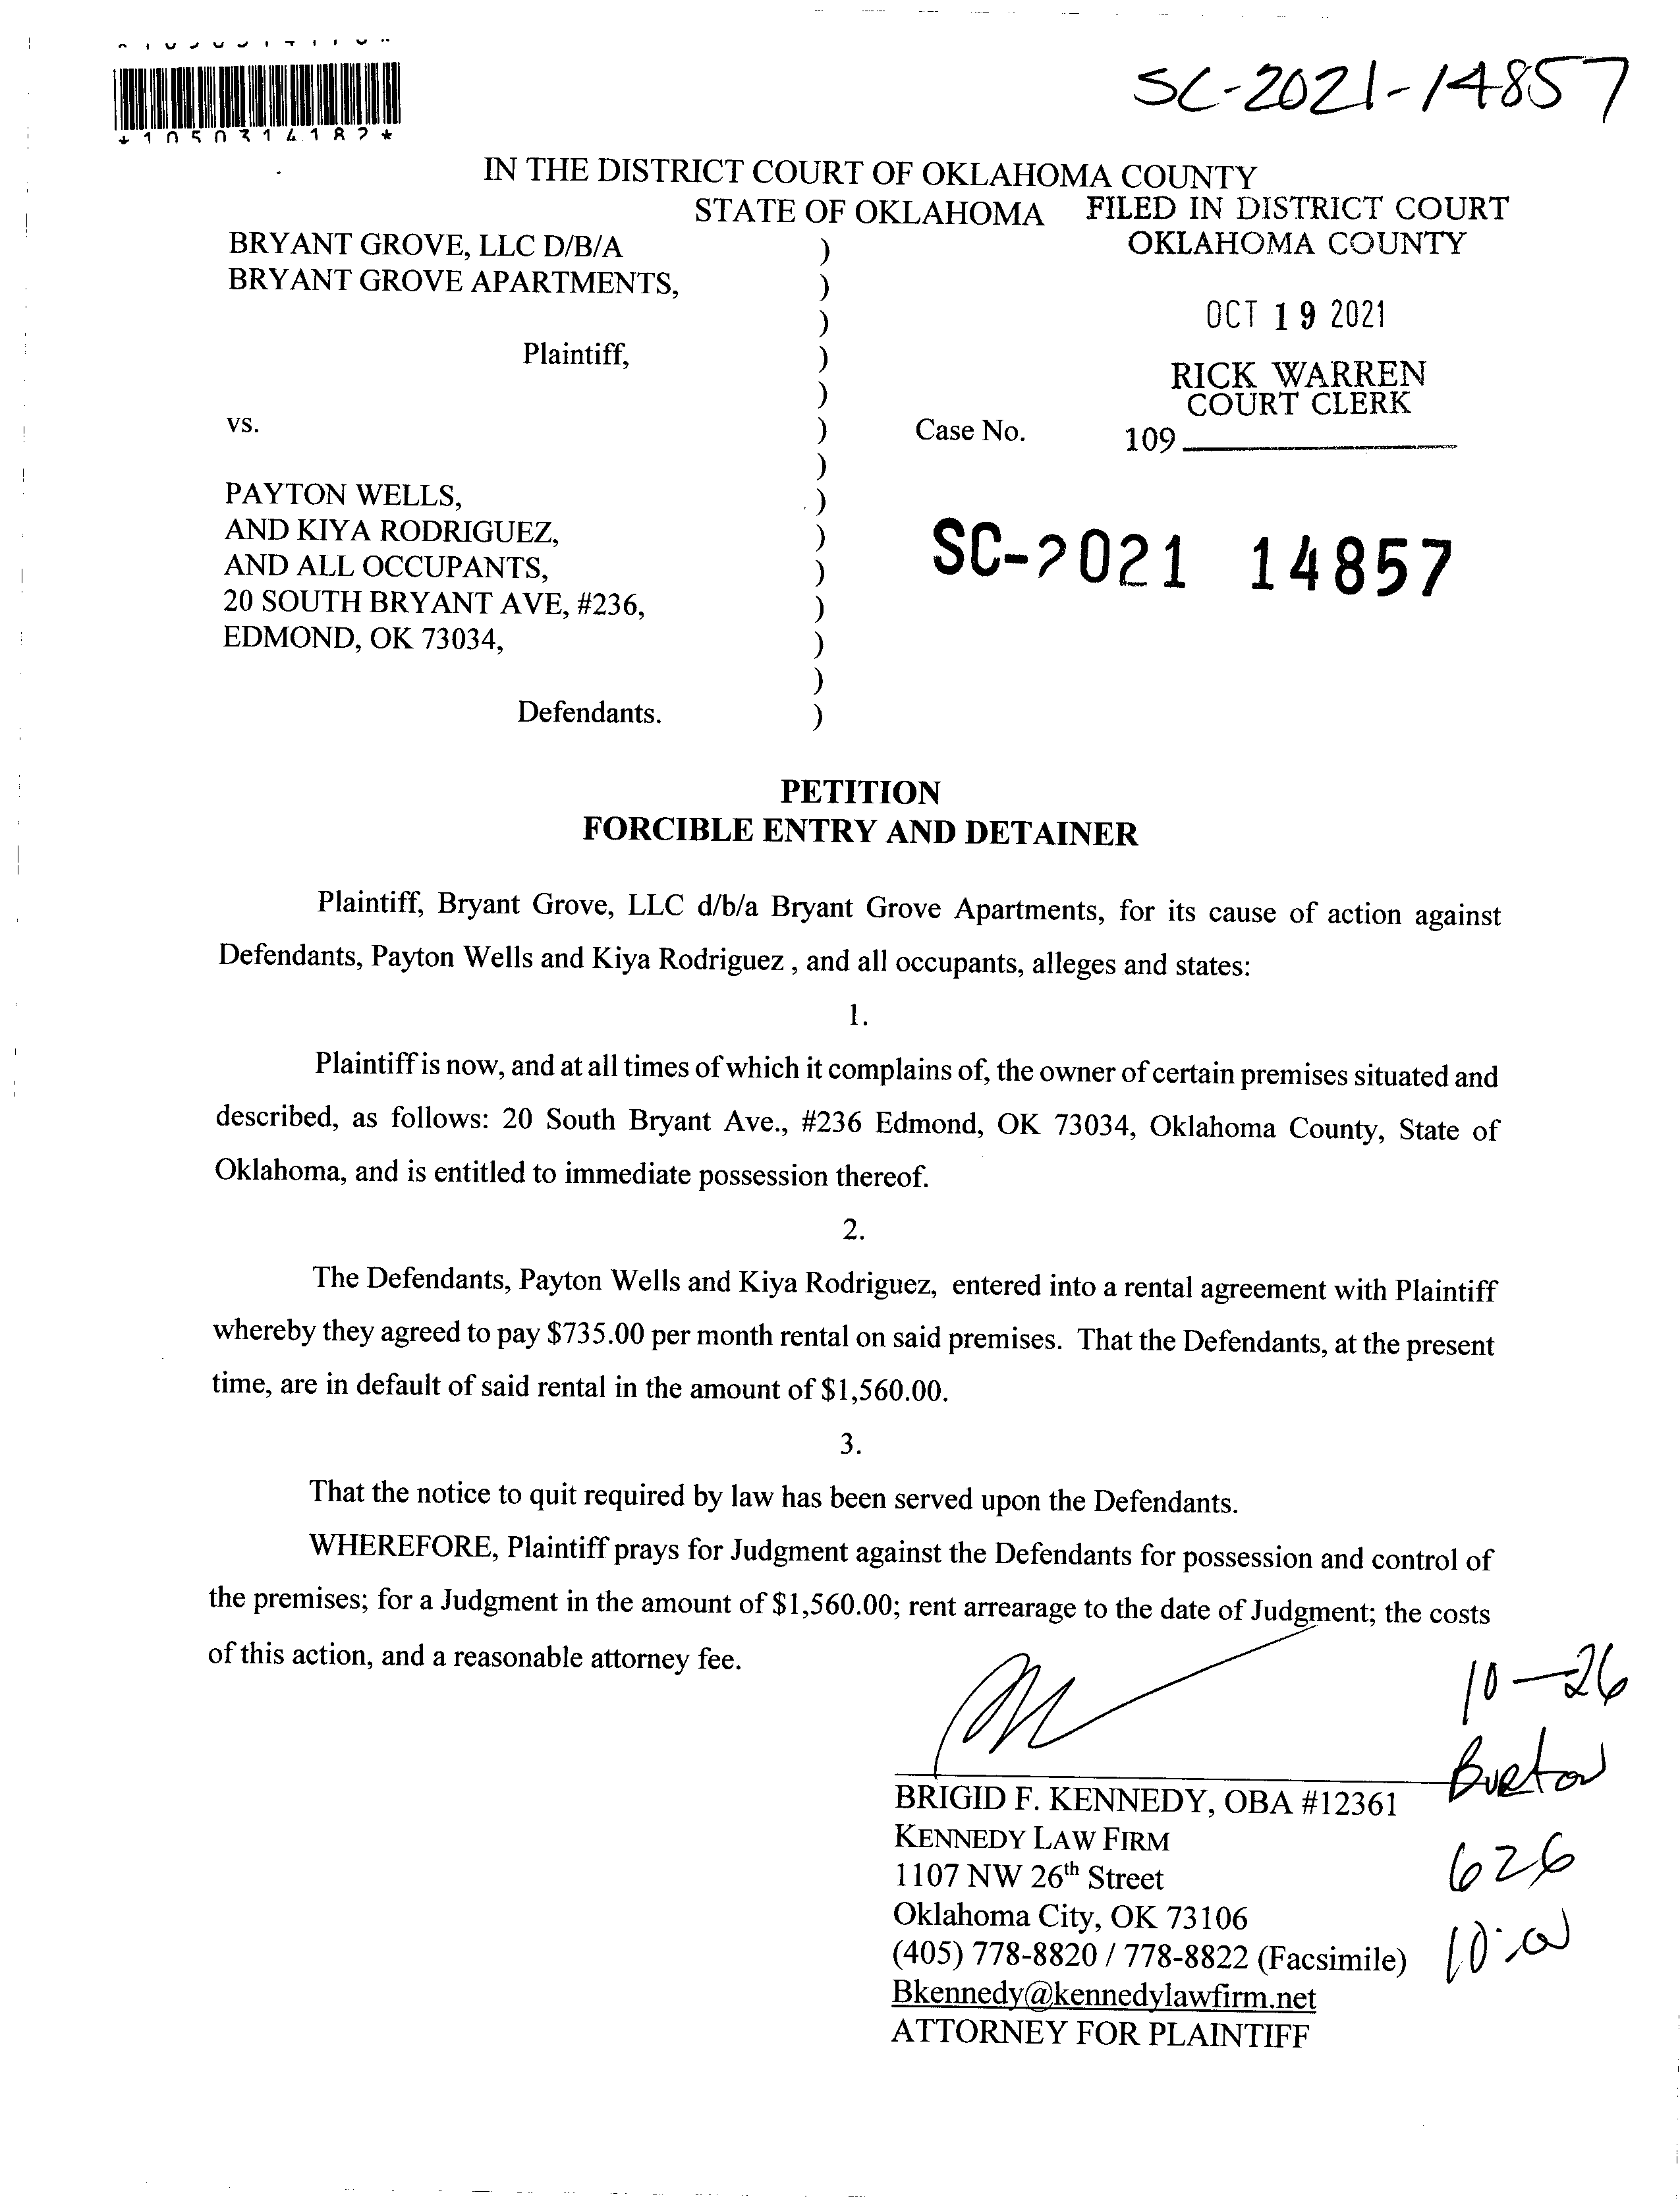 SC-2021-14857
*1050314182*
IN THE DISTRICT COURT OF OKLAHOMA COUNTY
STATE OF OKLAHOMA
FILED IN DISTRICT COURT
OKLAHOMA COUNTY
OCT 19 2021
RICK WARREN
COURT CLERK
109
BRYANT GROVE, LLC D/B/A )
BRYANT GROVE APARTMENTS, )
)
Plaintiff, )
)
vs. ) Case No.
)
PAYTON WELLS, )
AND KIYA RODRIGUEZ, )
AND ALL OCCUPANTS, )
20 SOUTH BRYANT AVE, #236, )
EDMOND, OK 73034, )
)
Defendants. )
SC-2021 14857
PETITION
FORCIBLE ENTRY AND DETAINER
Plaintiff, Bryant Grove, LLC d/b/a Bryant Grove Apartments, for its cause of action against
Defendants, Payton Wells and Kiya Rodriguez , and all occupants, alleges and states:
1.
Plaintiff is now, and at all times of which it complains of, the owner of certain premises situated and
described, as follows: 20 South Bryant Ave., #236 Edmond, OK 73034, Oklahoma County, State of
Oklahoma, and is entitled to immediate possession thereof.
2.
The Defendants, Payton Wells and Kiya Rodriguez, entered into a rental agreement with Plaintiff
whereby they agreed to pay $735.00 per month rental on said premises. That the Defendants, at the present
time, are in default of said rental in the amount of $1,560.00.
3.
That the notice to quit required by law has been served upon the Defendants.
WHEREFORE, Plaintiff prays for Judgment against the Defendants for possession and control of
the premises; for a Judgment in the amount of $1,560.00; rent arrearage to the date of Judgment; the costs
of this action, and a reasonable attorney fee.
BRIGID F. KENNEDY, OBA #12361
KENNEDY LAW FIRM
1107 NW 26th Street
Oklahoma City, OK 73106
(405) 778-8820 / 778-8822 (Facsimile)
Bkennedy@kennedylawfirm.net
ATTORNEY FOR PLAINTIFF
10-26
Burton
626
10:00